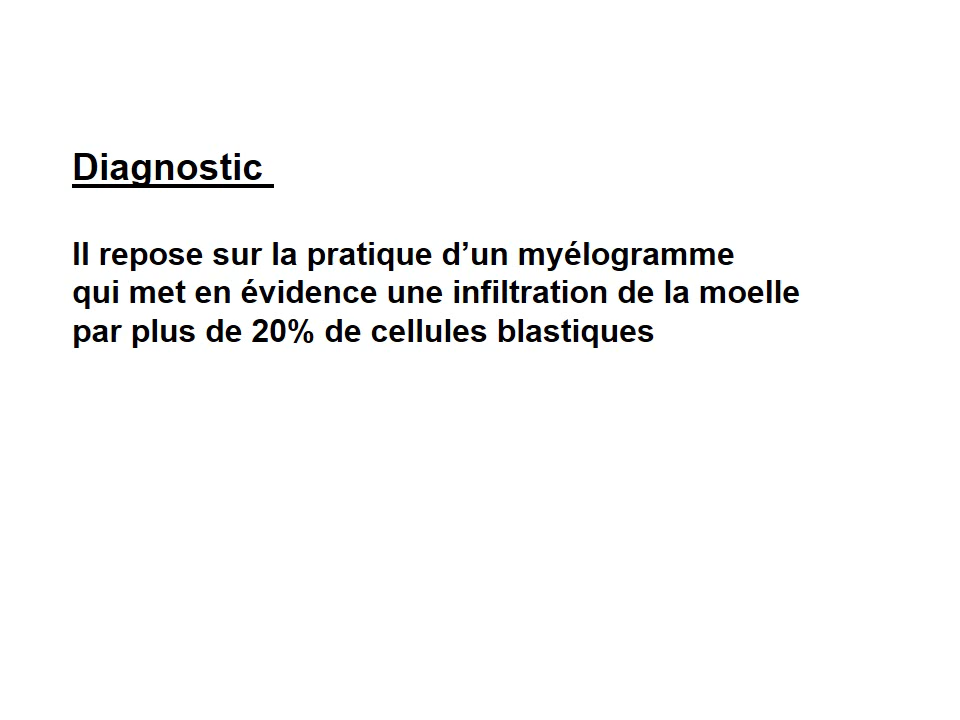 Diagnostic
Il repose sur la pratique d’un myélogramme
qui met en évidence une infiltration de la moelle
par plus de 20% de cellules blastiques